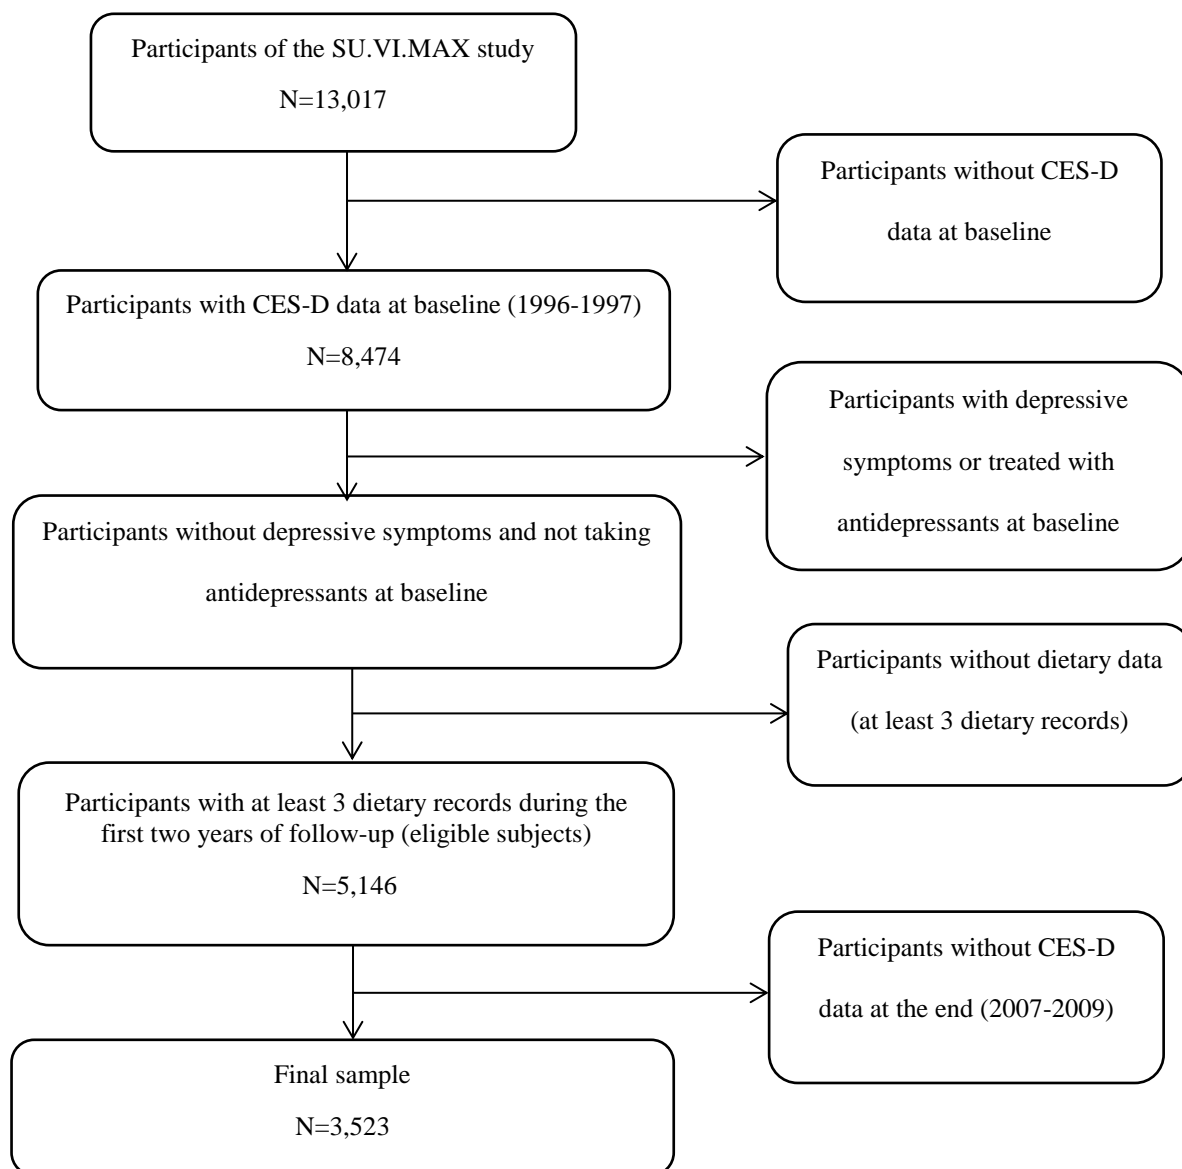 Participants of the SU.VI.MAX study
N=13,017
Participants without CES-D
data at baseline
Participants with CES-D data at baseline (1996-1997)
N=8,474
Participants with depressive
symptoms or treated with
antidepressants at baseline
Participants without depressive symptoms and not taking
antidepressants at baseline
Participants without dietary data
(at least 3 dietary records)
Participants with at least 3 dietary records during the
first two years of follow-up (eligible subjects)
N=5,146
Participants without CES-D
data at the end (2007-2009)
Final sample
N=3,523